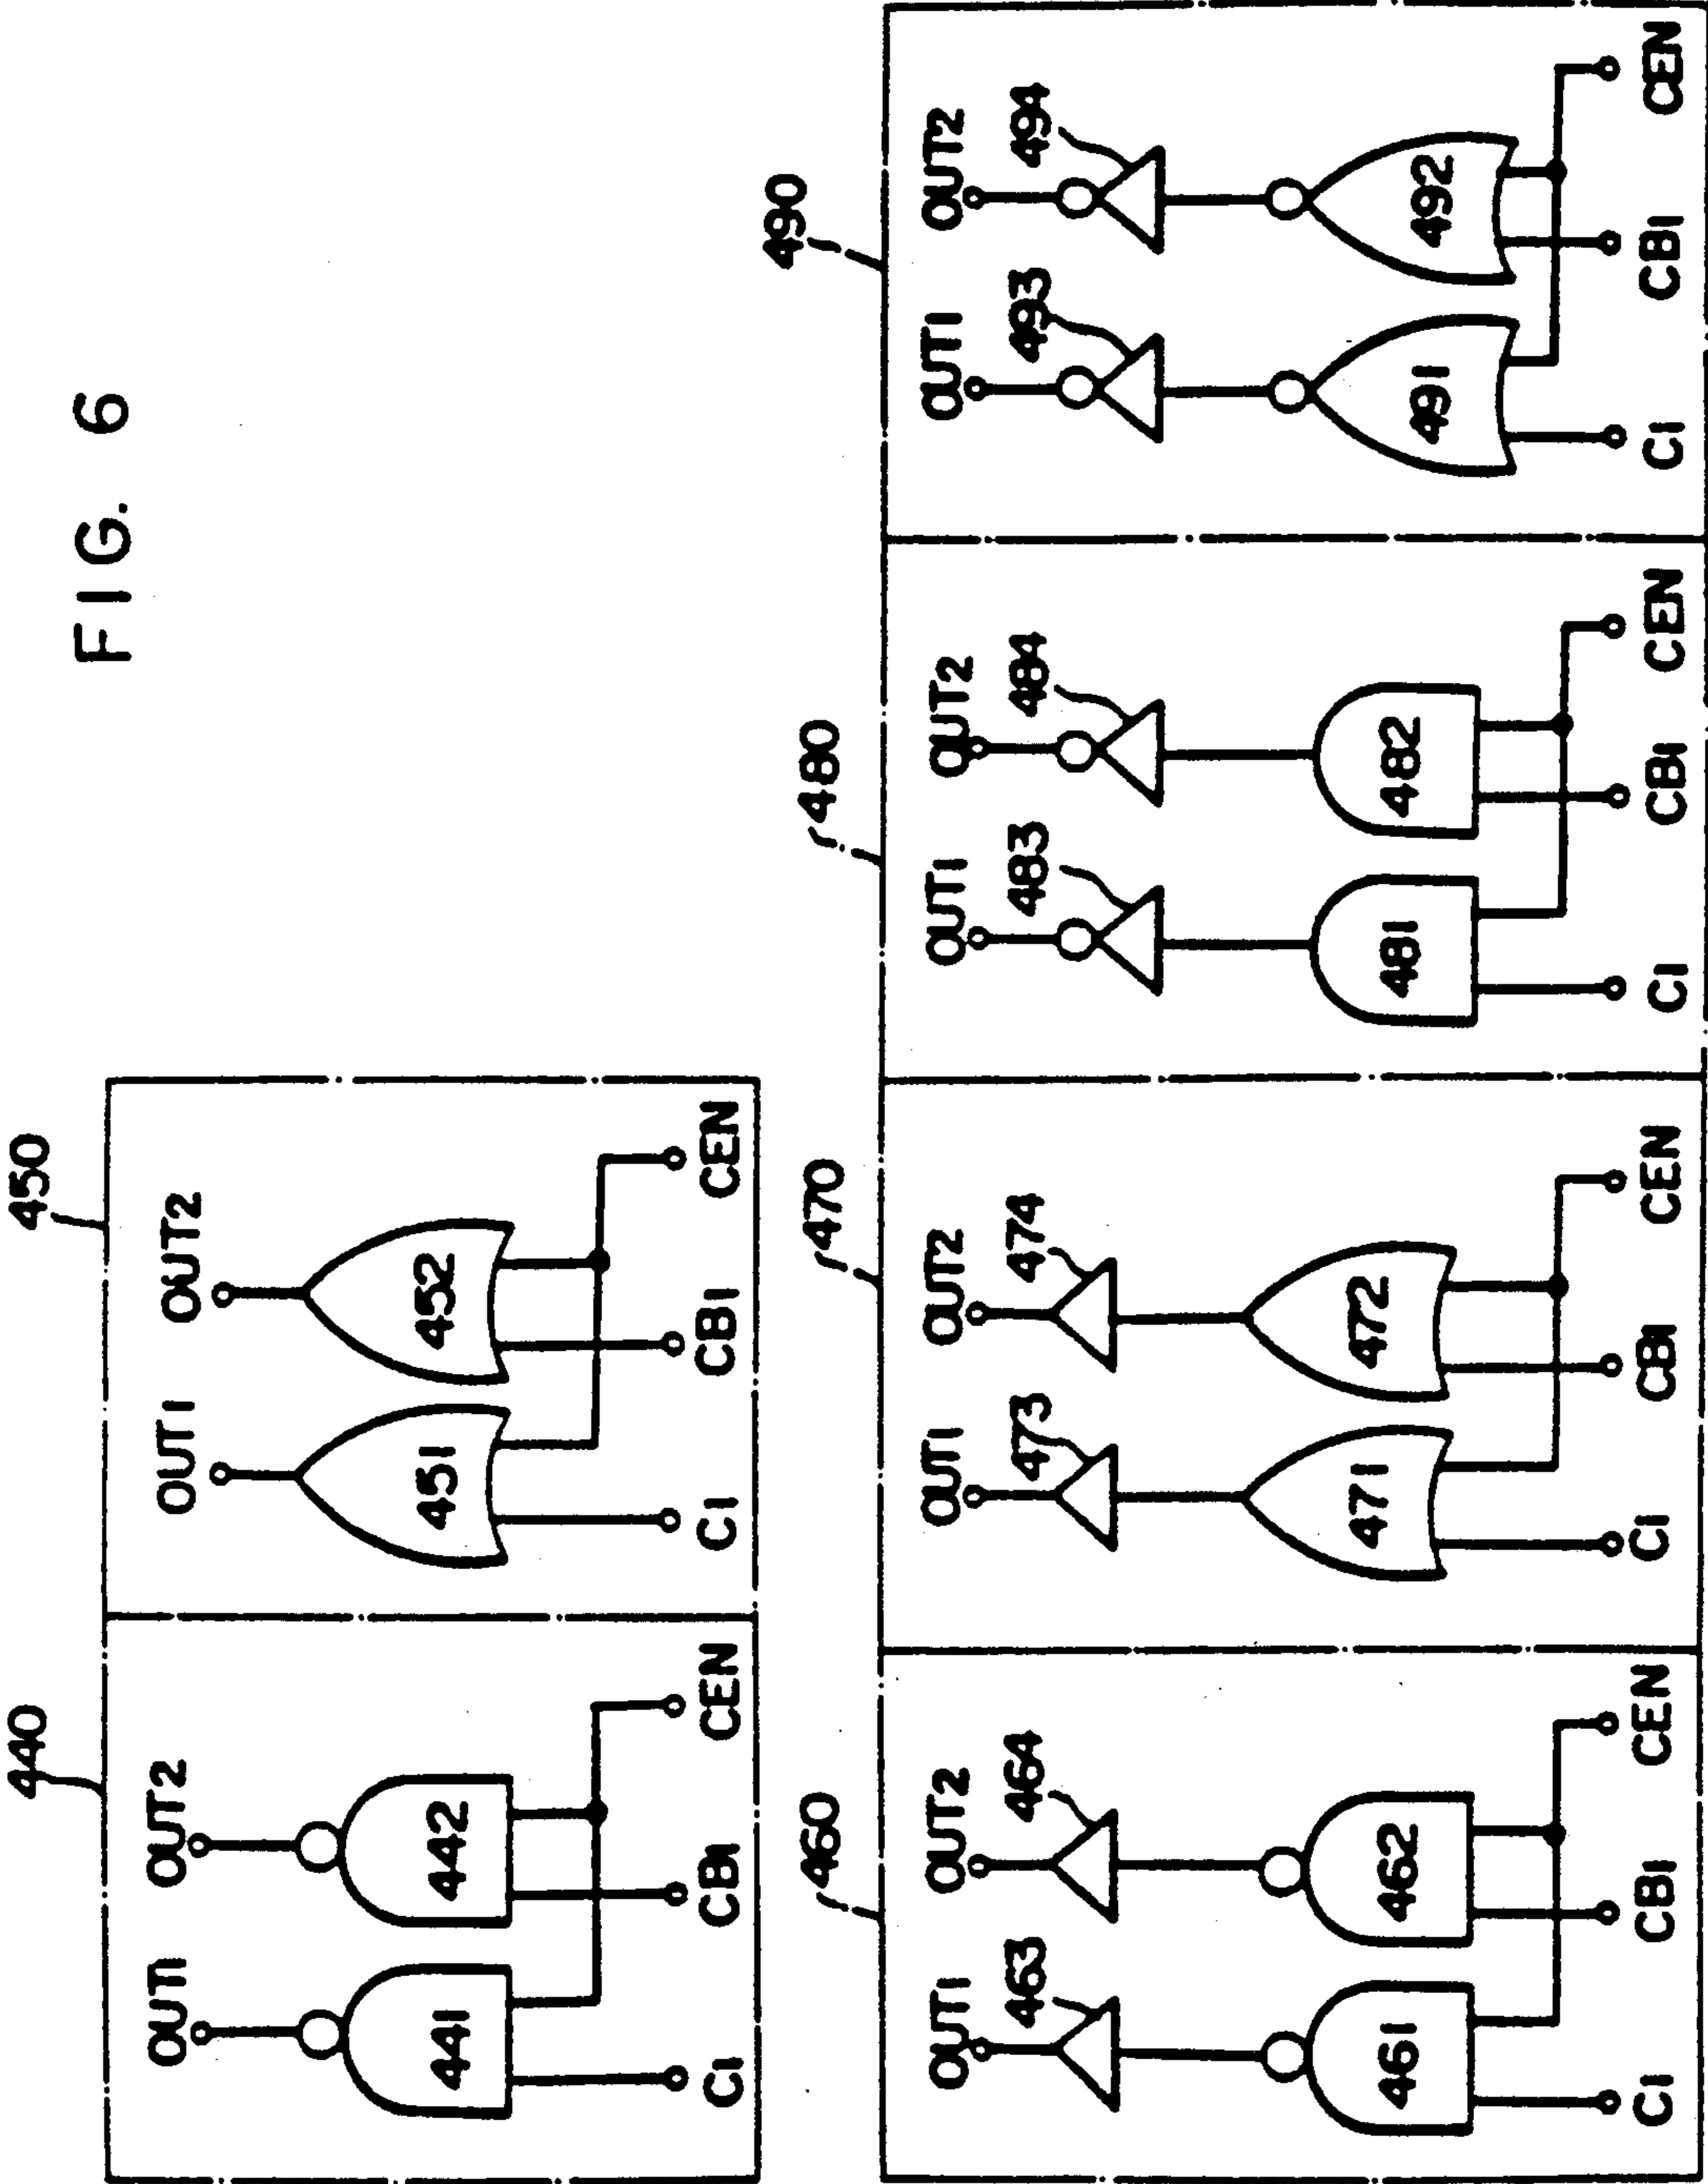 FIG. 6
440
OUT1 OUT2
441 442
C1 CB1 CEN
450
OUT1 OUT2
451 452
C1 CB1 CEN
460
OUT1 OUT2
463 464
461 462
C1 CB1 CEN
470
OUT1 OUT2
473 474
471 472
C1 CB1 CEN
480
OUT1 OUT2
483 484
481 482
C1 CB1 CEN
490
OUT1 OUT2
493 494
491 492
C1 CB1 CEN